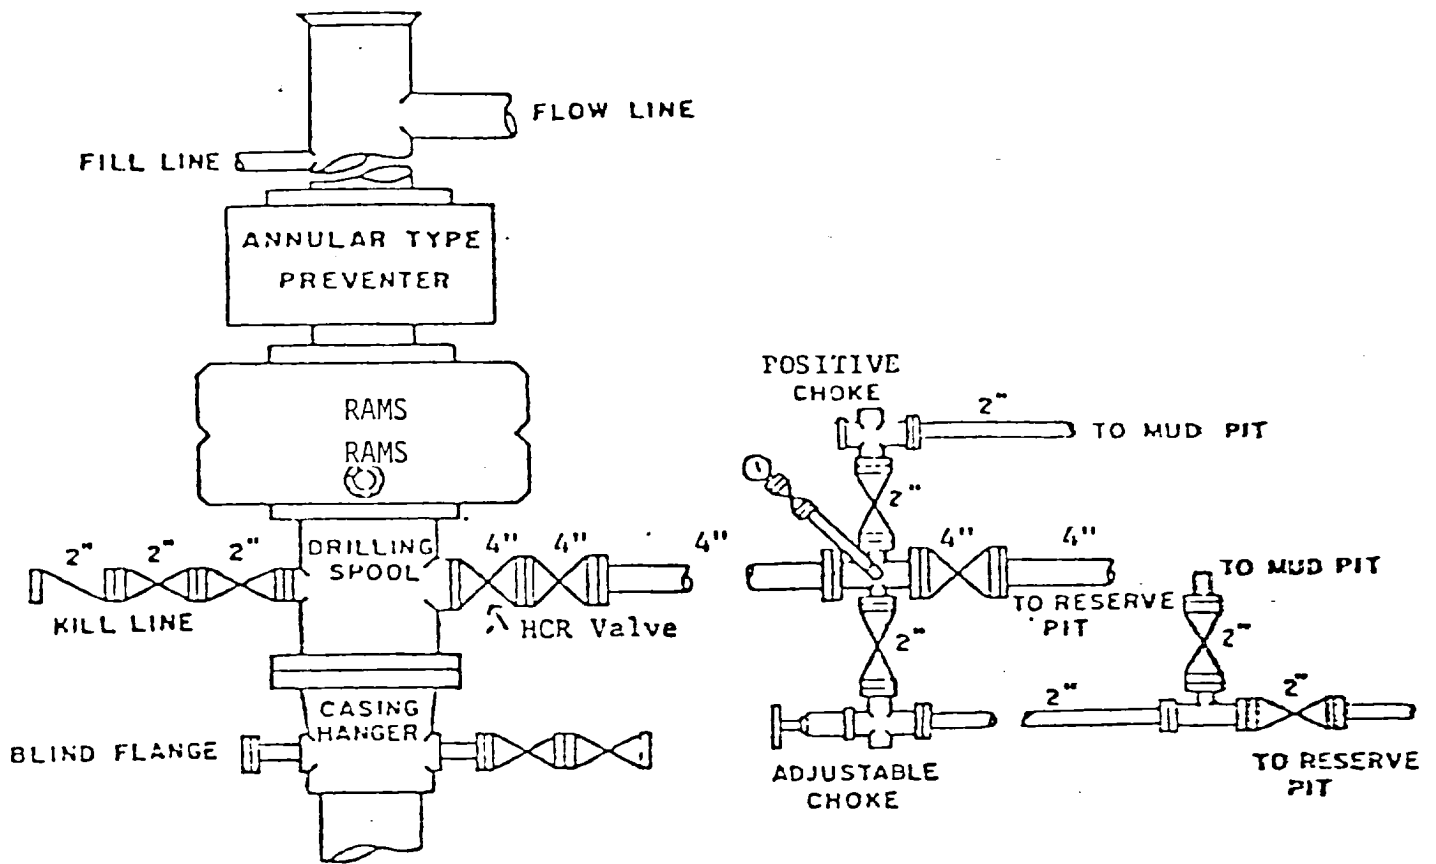 FLOW LINE
FILL LINE
ANNULAR TYPE
PREVENTER
RAMS
RAMS
POSITIVE
CHOKE
2"
TO MUD PIT
2"
2" 2" 2"
DRILLING
SPOOL
4" 4" 4"
KILL LINE
HCR Valve
4" 4"
TO RESERVE
PIT
2"
TO MUD PIT
2"
CASING
HANGER
BLIND FLANGE
ADJUSTABLE
CHOKE
2"
2"
TO RESERVE
PIT